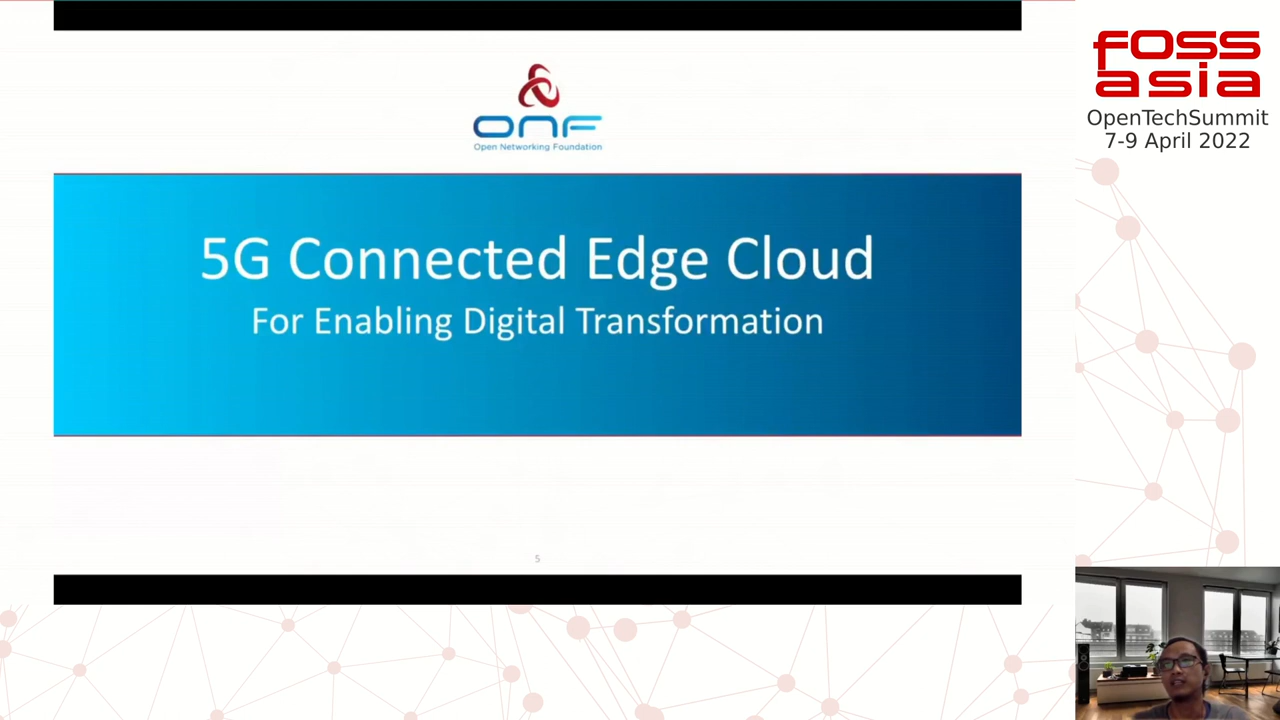 ONF
Open Networking Foundation
5G Connected Edge Cloud
For Enabling Digital Transformation
5
FOSS
ASIA
OpenTechSummit
7-9 April 2022